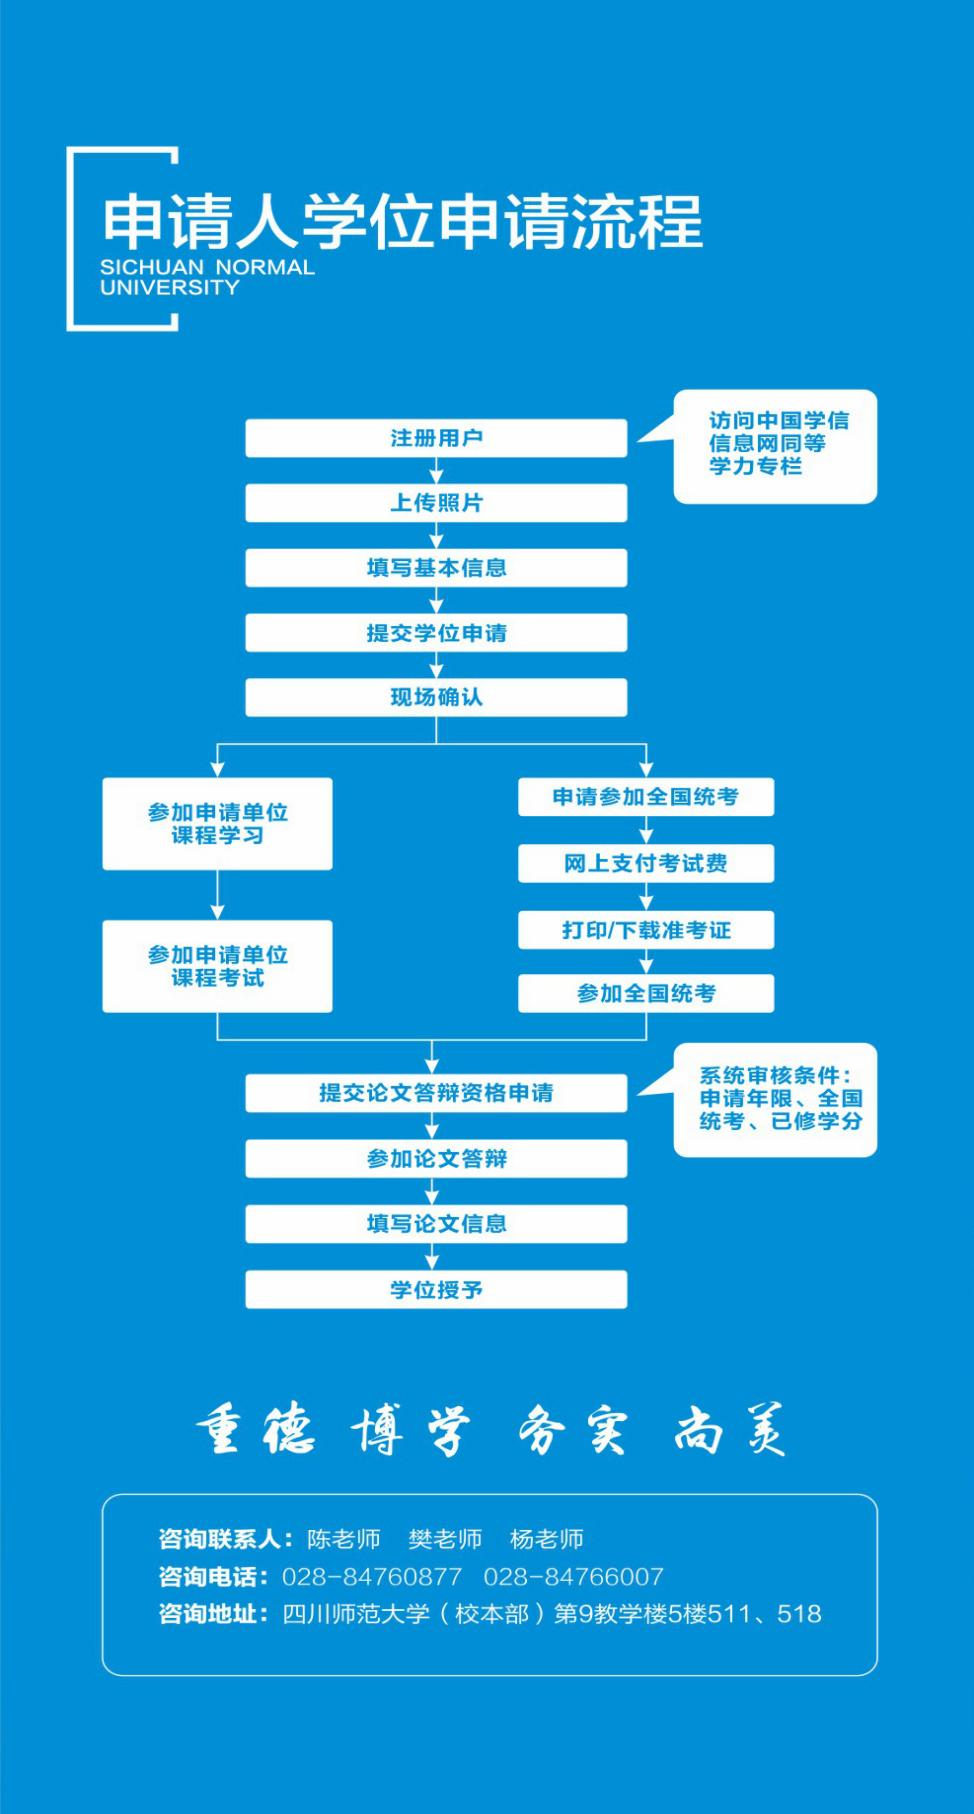 申请人学位申请流程
SICHUAN NORMAL
UNIVERSITY
注册用户
访问中国学信
信息网同等
学力专栏
上传照片
填写基本信息
提交学位申请
现场确认
参加申请单位
课程学习
参加申请单位
课程考试
申请参加全国统考
网上支付考试费
打印/下载准考证
参加全国统考
提交论文答辩资格申请
系统审核条件：
申请年限、全国
统考、已修学分
参加论文答辩
填写论文信息
学位授予
重德 博学 务实 尚美
咨询联系人：陈老师 樊老师 杨老师
咨询电话：028-84760877 028-84766007
咨询地址：四川师范大学（校本部）第9教学楼5楼511、518